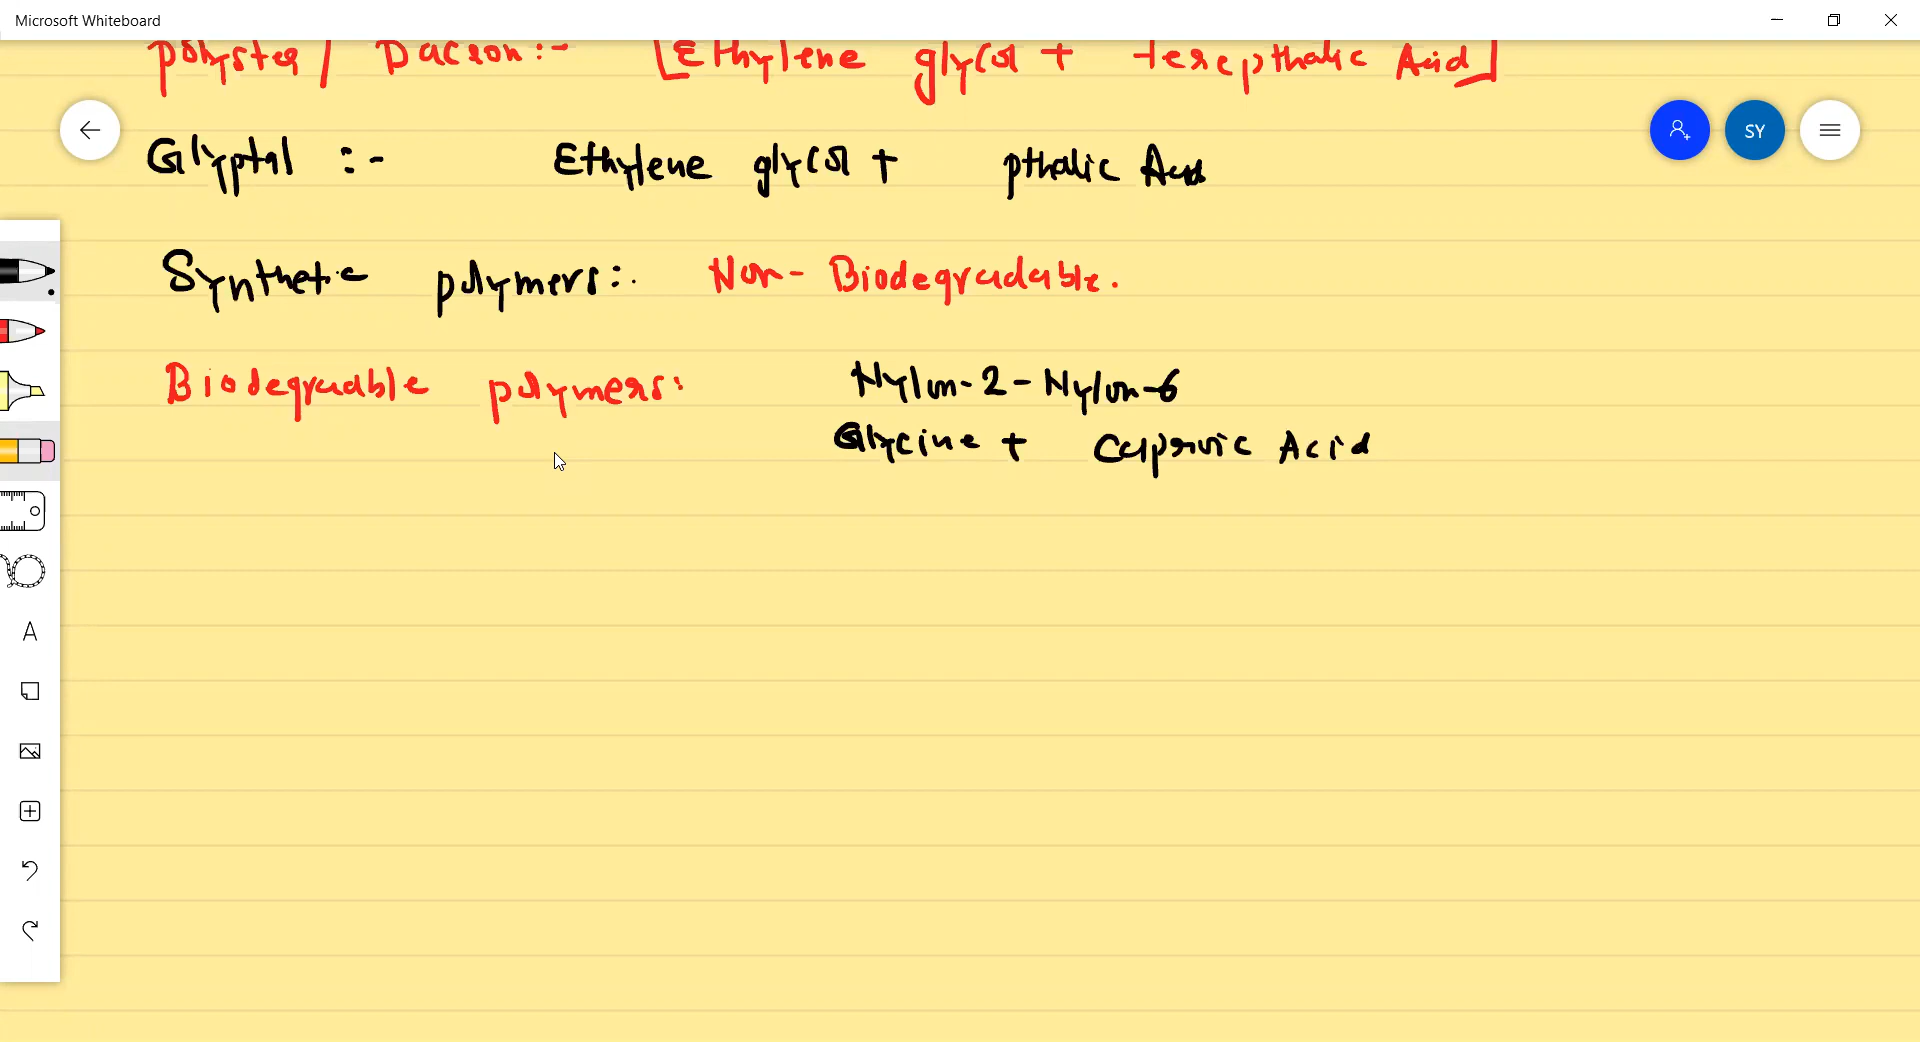 Microsoft Whiteboard
polyster / Dacron:- [Ethylene glycol + terepthalic Acid]
Glyptal :- Ethylene glycol + pthalic Acid
SY
Synthetic polymers:. Non-Biodegradable.
Biodegradable polymers: Nylon-2-Nylon-6
Glycine + Caproic Acid
A